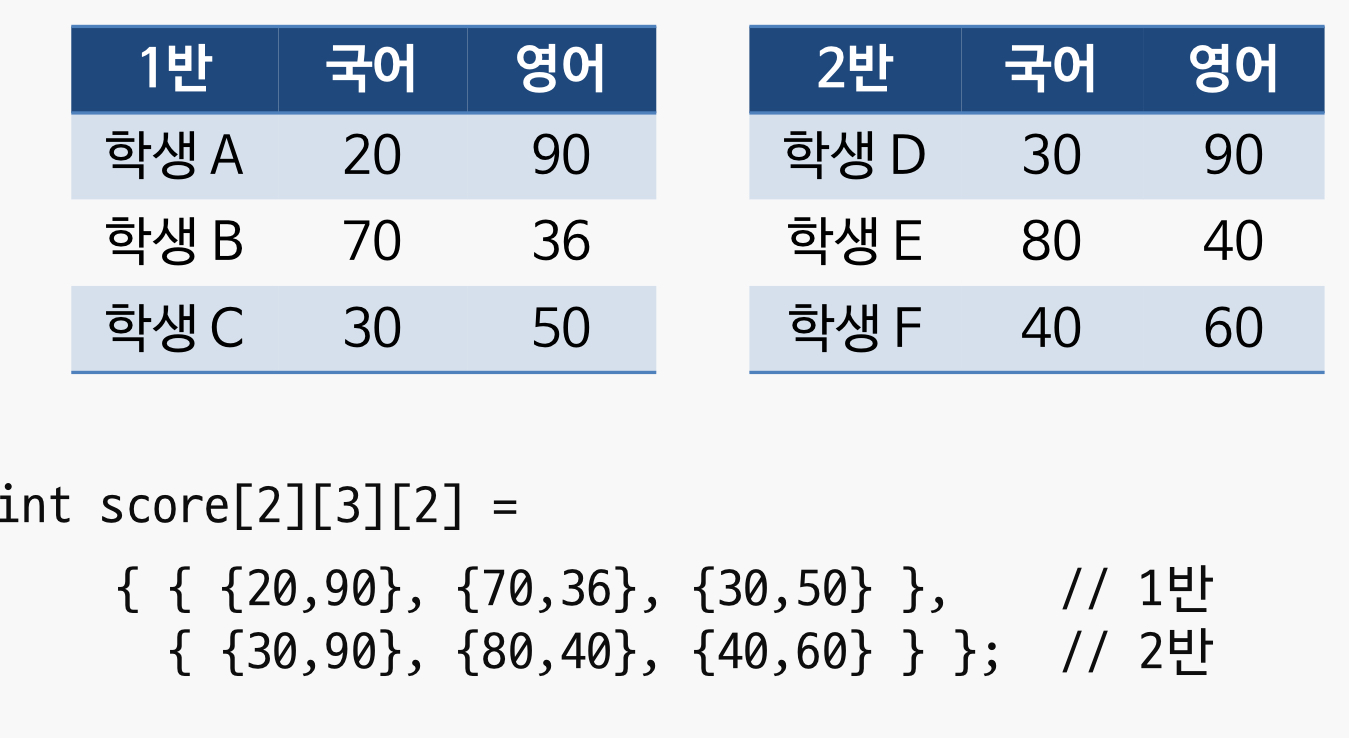 1반 국어 영어
학생 A 20 90
학생 B 70 36
학생 C 30 50
2반 국어 영어
학생 D 30 90
학생 E 80 40
학생 F 40 60
int score[2][3][2] =
{ { {20,90}, {70,36}, {30,50} }, // 1반
{ {30,90}, {80,40}, {40,60} } }; // 2반